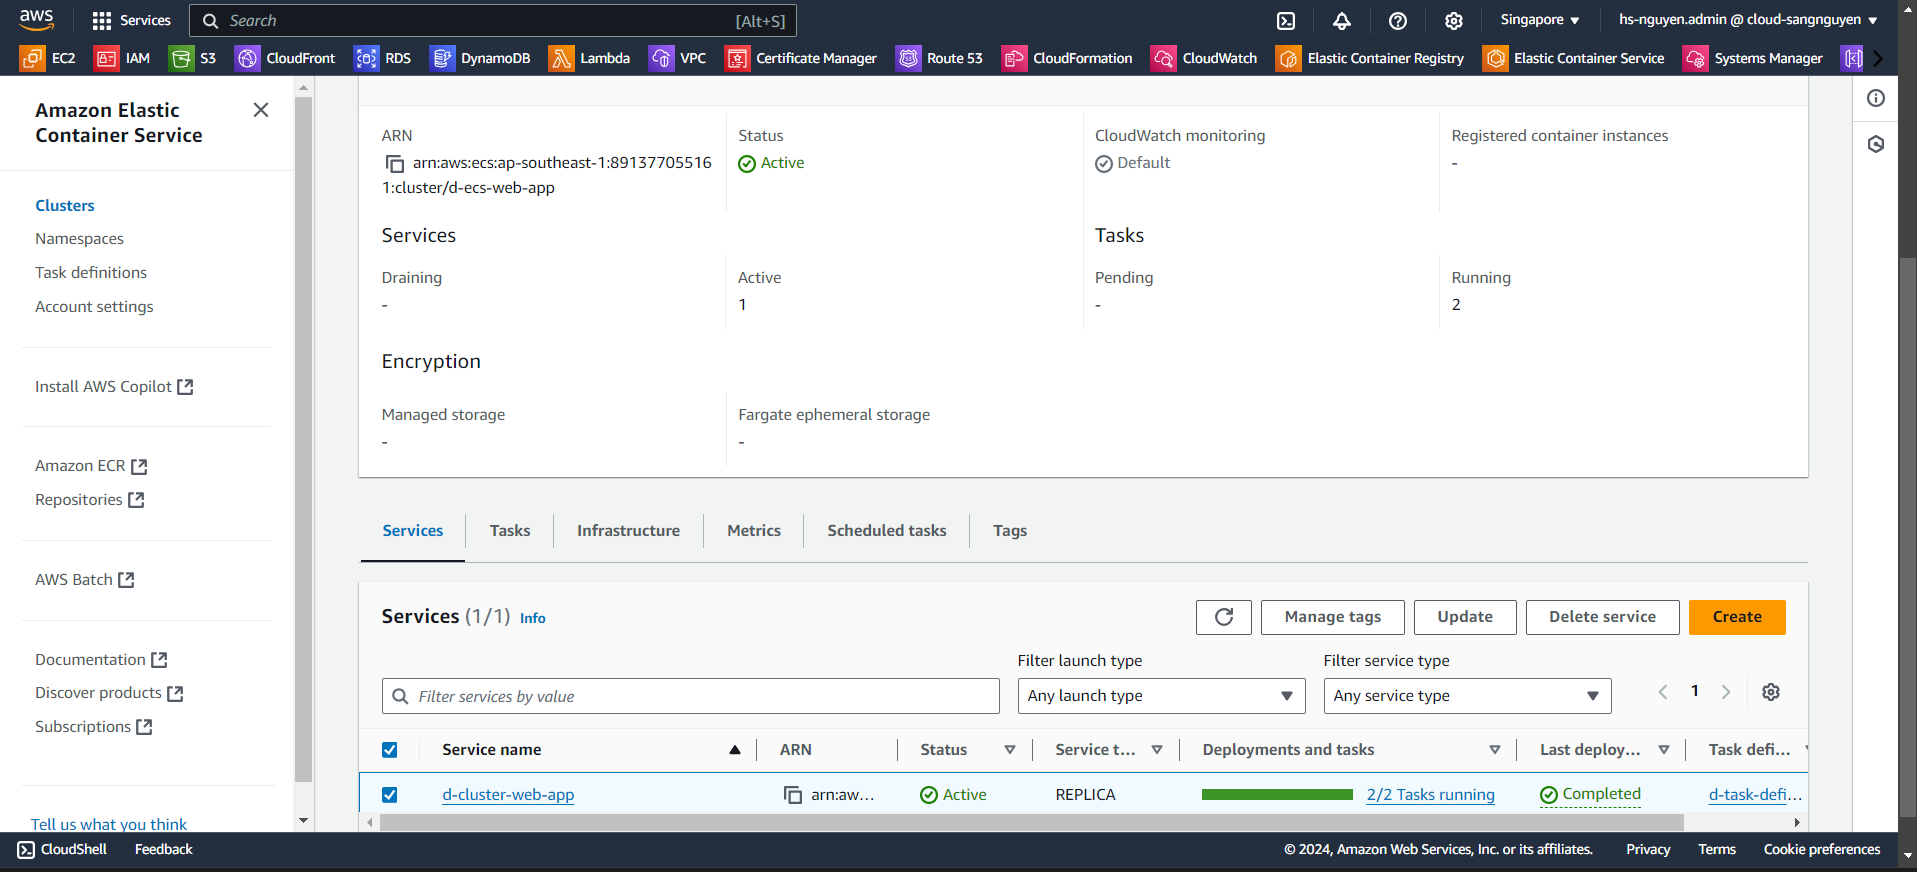 aws
Services
Search [Alt+S]
Singapore
hs-nguyen.admin @ cloud-sangnguyen
EC2
IAM
S3
CloudFront
RDS
DynamoDB
Lambda
VPC
Certificate Manager
Route 53
CloudFormation
CloudWatch
Elastic Container Registry
Elastic Container Service
Systems Manager
Amazon Elastic
Container Service
Clusters
Namespaces
Task definitions
Account settings
Install AWS Copilot
Amazon ECR
Repositories
AWS Batch
Documentation
Discover products
Subscriptions
Tell us what you think
ARN
arn:aws:ecs:ap-southeast-1:89137705516
1:cluster/d-ecs-web-app
Status
Active
CloudWatch monitoring
Default
Registered container instances
-
Services
Draining
-
Active
1
Tasks
Pending
-
Running
2
Encryption
Managed storage
-
Fargate ephemeral storage
-
Services
Tasks
Infrastructure
Metrics
Scheduled tasks
Tags
Services (1/1) Info
Manage tags
Update
Delete service
Create
Filter launch type
Filter service type
Filter services by value
Any launch type
Any service type
1
Service name
ARN
Status
Service t...
Deployments and tasks
Last deploy...
Task defi...
d-cluster-web-app
arn:aw...
Active
REPLICA
2/2 Tasks running
Completed
d-task-defi...
CloudShell
Feedback
© 2024, Amazon Web Services, Inc. or its affiliates.
Privacy
Terms
Cookie preferences